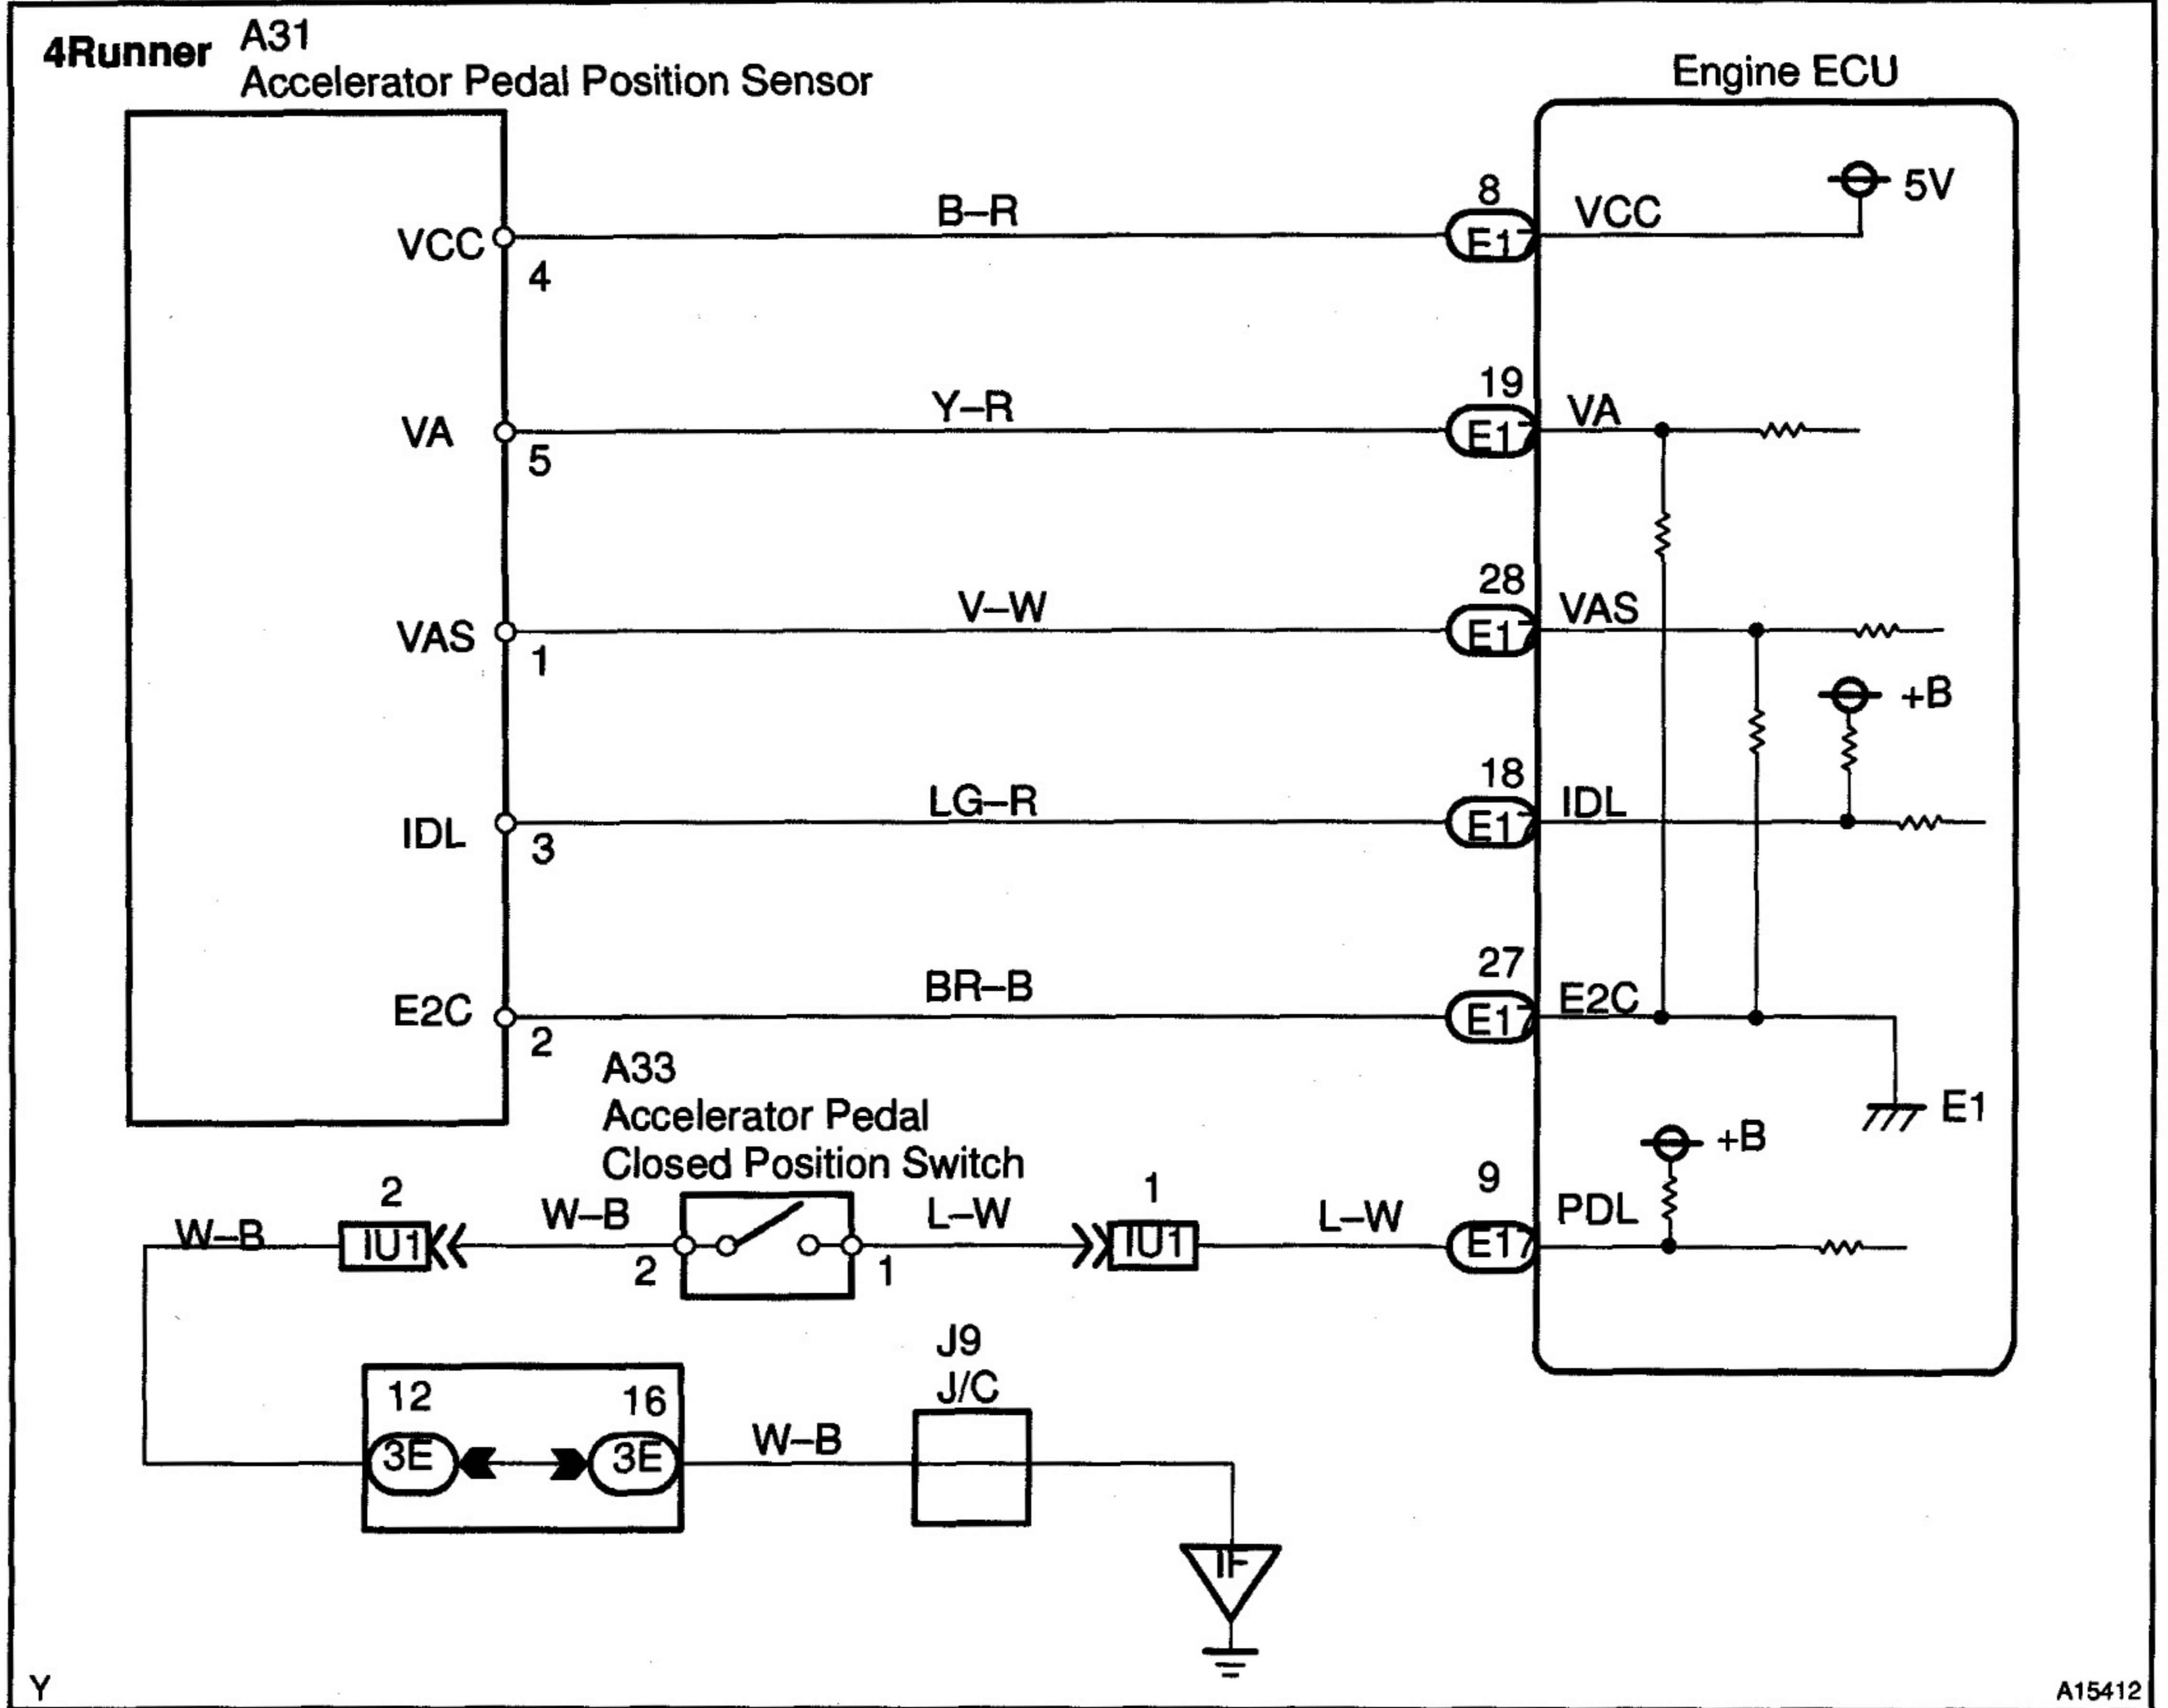 4Runner
A31
Accelerator Pedal Position Sensor
Engine ECU
5V
8
B–R
VCC
E17
VCC
4
19
Y–R
VA
E17
VA
5
28
V–W
VAS
E17
VAS
1
+B
18
LG–R
IDL
E17
IDL
3
27
BR–B
E2C
E17
E2C
2
A33
Accelerator Pedal
Closed Position Switch
E1
+B
2
1
9
W–B
IU1
W–B
L–W
IU1
L–W
E17
PDL
2
1
J9
J/C
12
16
3E
3E
W–B
IF
Y
A15412